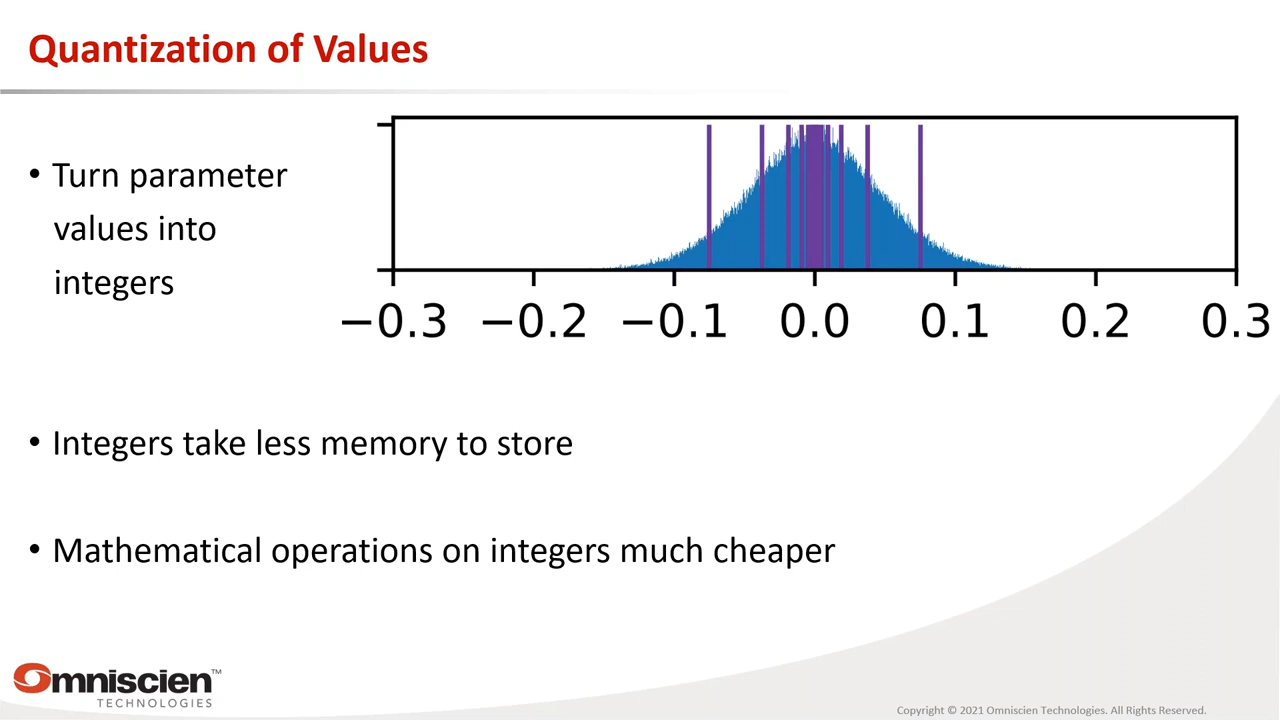 Quantization of Values
• Turn parameter
values into
integers
−0.3 −0.2 −0.1 0.0 0.1 0.2 0.3
• Integers take less memory to store
• Mathematical operations on integers much cheaper
Omniscien™
TECHNOLOGIES
Copyright © 2021 Omniscien Technologies. All Rights Reserved.